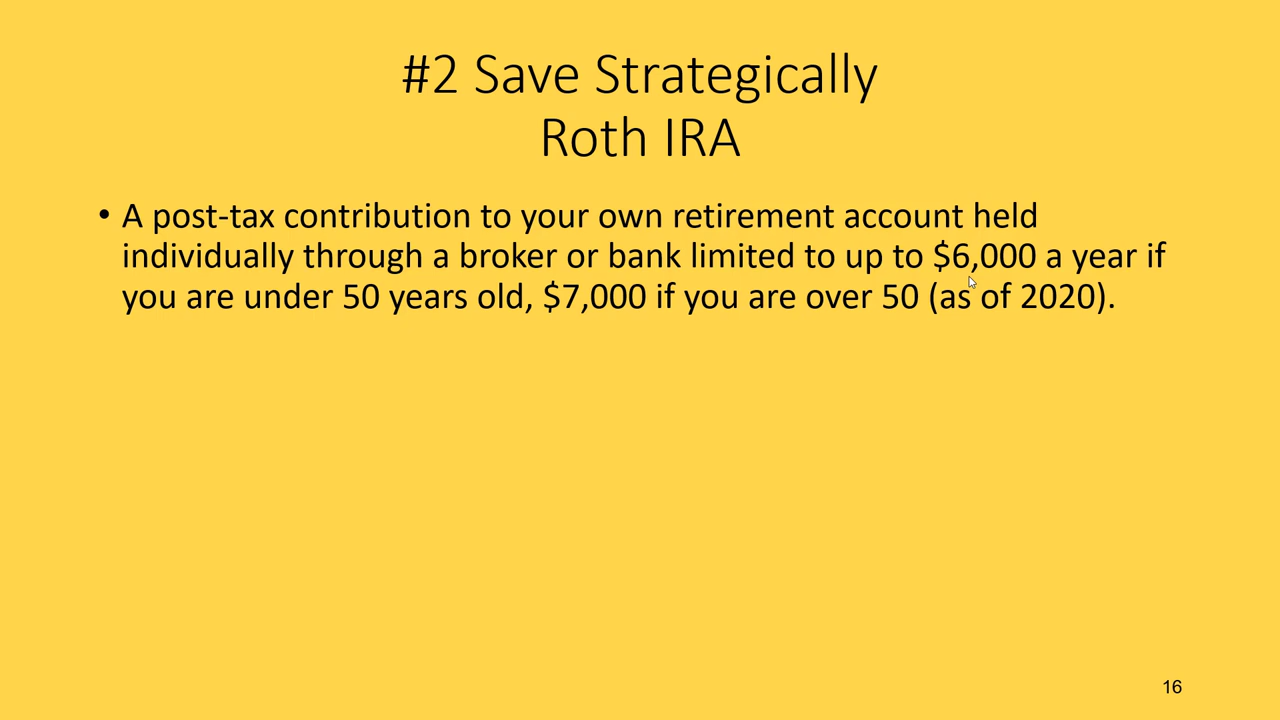 #2 Save Strategically
Roth IRA
• A post-tax contribution to your own retirement account held
individually through a broker or bank limited to up to $6,000 a year if
you are under 50 years old, $7,000 if you are over 50 (as of 2020).
16